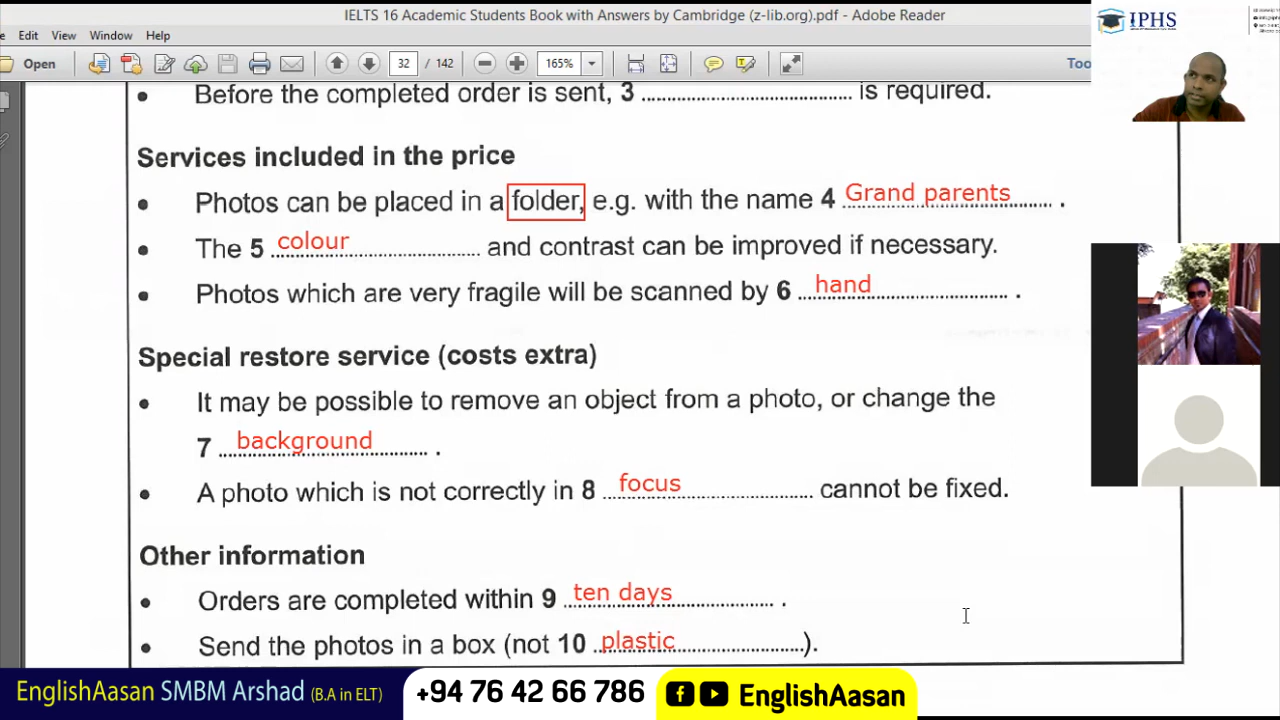 IELTS 16 Academic Students Book with Answers by Cambridge (z-lib.org).pdf - Adobe Reader
IPHS
Edit View Window Help
Open 32 / 142 165% Too
Before the completed order is sent, 3 ........................................ is required.
Services included in the price
• Photos can be placed in a folder, e.g. with the name 4 Grand parents .
• The 5 colour and contrast can be improved if necessary.
• Photos which are very fragile will be scanned by 6 hand .
Special restore service (costs extra)
• It may be possible to remove an object from a photo, or change the
7 background .
• A photo which is not correctly in 8 focus cannot be fixed.
Other information
• Orders are completed within 9 ten days .
• Send the photos in a box (not 10 plastic ).
EnglishAasan SMBM Arshad (B.A in ELT) +94 76 42 66 786 EnglishAasan